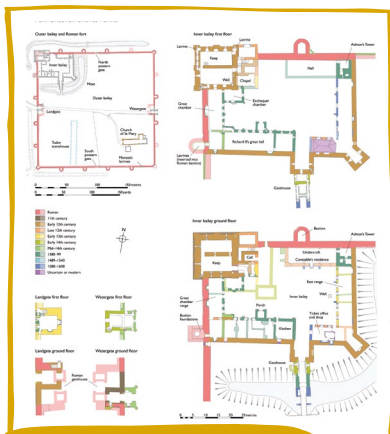 Outer bailey and Roman fort
North
postern
gate
Inner bailey
Moat
Outer bailey
Landgate
Watergate
Church
of St Mary
Tudor
storehouse
South
postern
gate
Monastic
latrines
Roman
11th century
Early 12th century
Late 12th century
Early 13th century
Early 14th century
Mid-14th century
1380–99
1489–1540
1580–1600
Uncertain or modern
Landgate first floor
Watergate first floor
Landgate ground floor
Watergate ground floor
Roman
gatehouse
Inner bailey first floor
Latrine
Latrine
Keep
Well
Chapel
Hall
Ashton's Tower
Great
chamber
Exchequer
chamber
Richard II's great hall
Latrines
(inserted into
Roman bastion)
Gatehouse
Inner bailey ground floor
Bastion
Ashton's Tower
Undercroft
Constable's residence
Keep
Cell
East range
Well
Inner bailey
Great
chamber
range
Porch
Bastion
foundations
Kitchen
Tudor office
and shop
Gatehouse